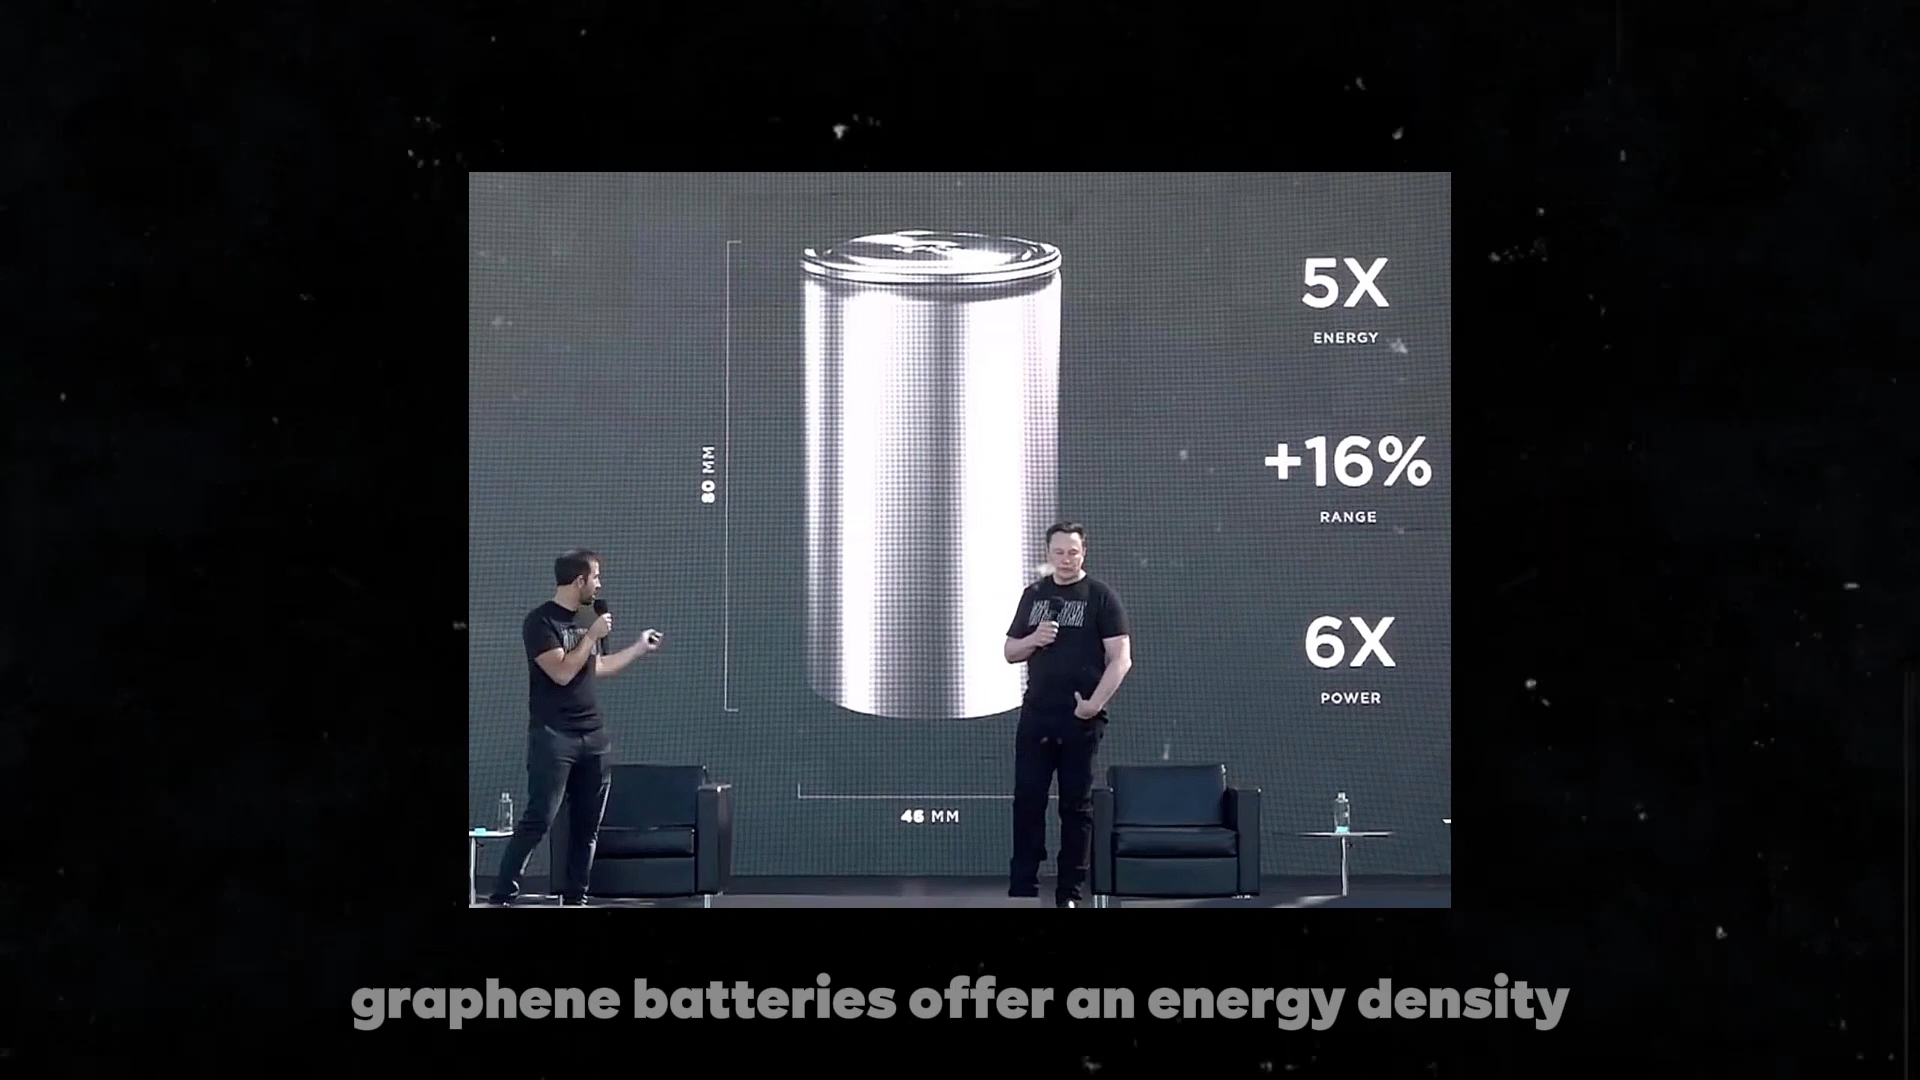 5X
ENERGY
+16%
RANGE
80 MM
6X
POWER
46 MM
graphene batteries offer an energy density